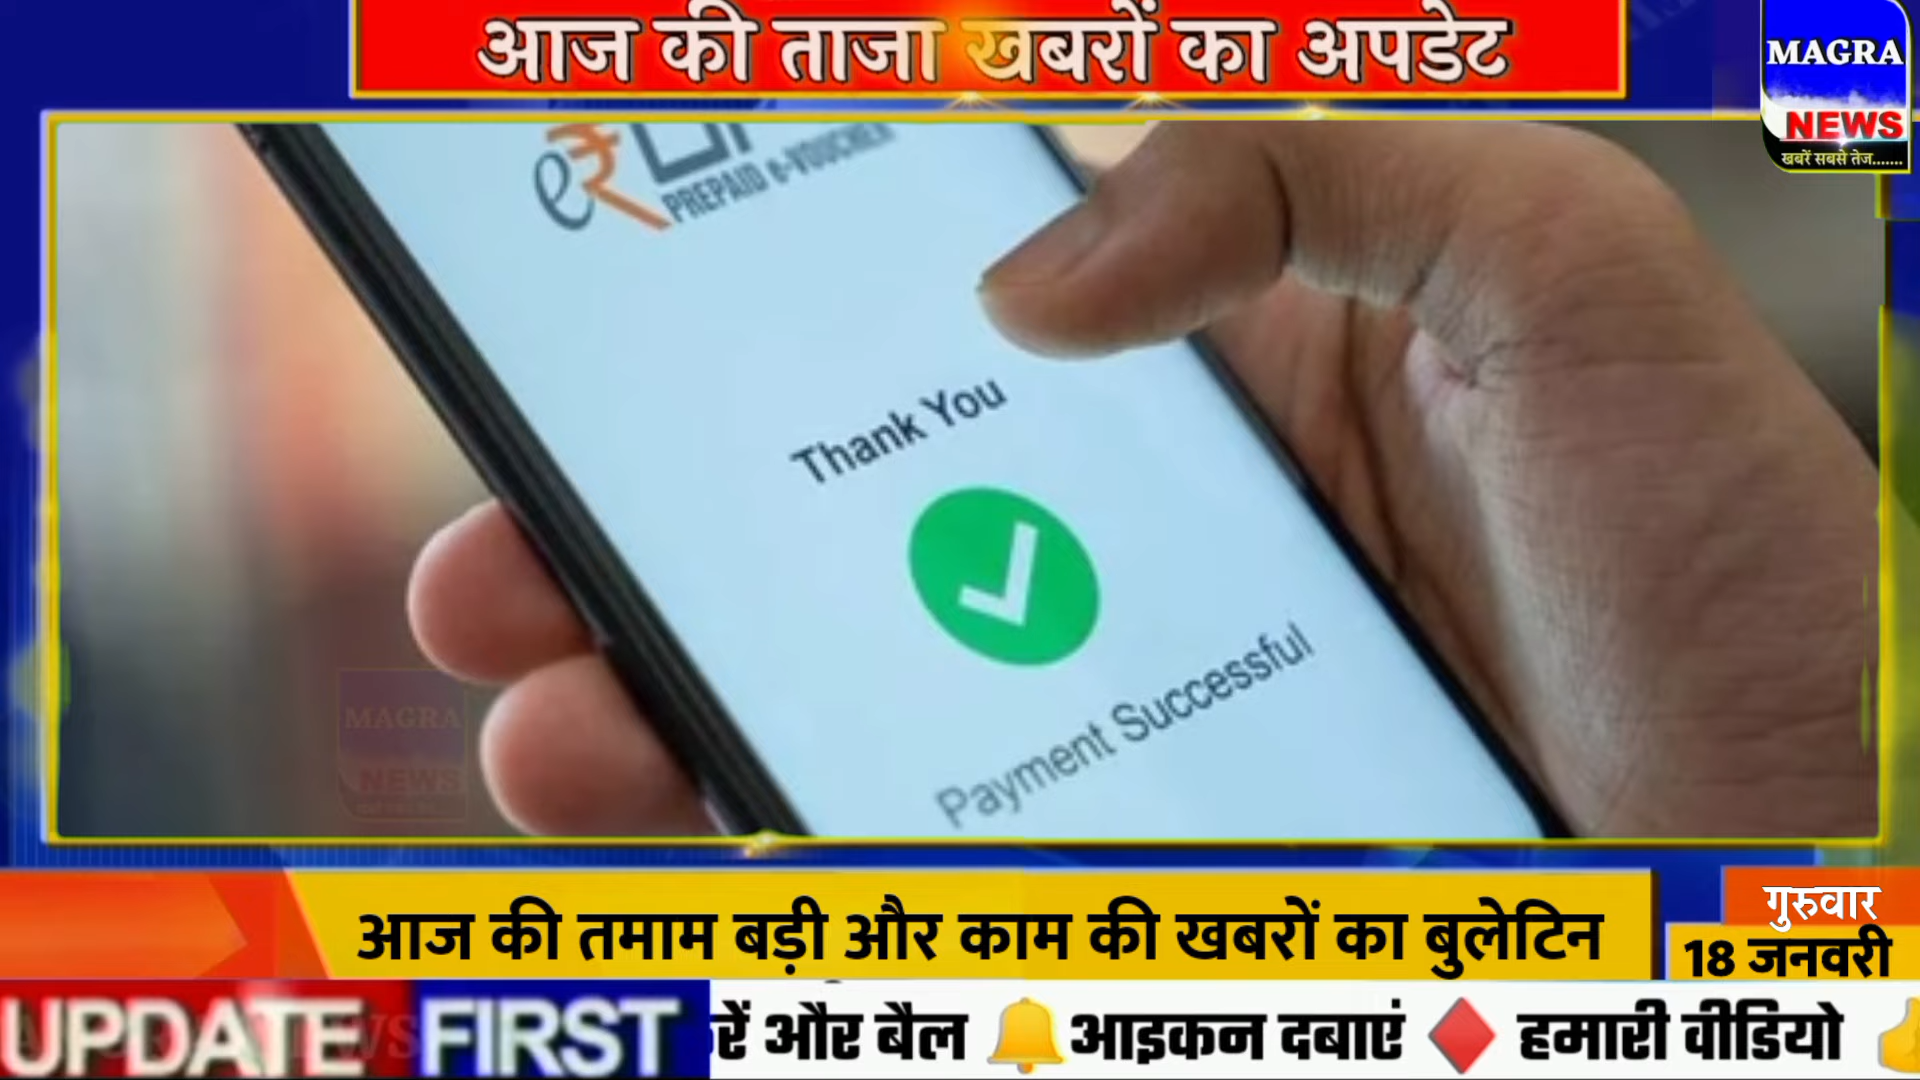 आज की ताजा खबरों का अपडेट
MAGRA
NEWS
खबरें सबसे तेज.......
e₹
PREPAID e-VOUCHER
Thank You
Payment Successful
MAGRA
NEWS
आज की तमाम बड़ी और काम की खबरों का बुलेटिन
गुरुवार
18 जनवरी
UPDATE FIRST
और बैल 🔔 आइकन दबाएं ♦ हमारी वीडियो 👍